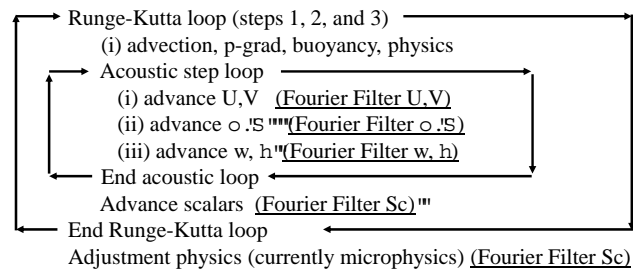 Runge-Kutta loop (steps 1, 2, and 3)
(i) advection, p-grad, buoyancy, physics
Acoustic step loop
(i) advance U,V (Fourier Filter U,V)
(ii) advance o .'S """(Fourier Filter o .'S)
(iii) advance w, h"(Fourier Filter w, h)
End acoustic loop
Advance scalars (Fourier Filter Sc)""
End Runge-Kutta loop
Adjustment physics (currently microphysics) (Fourier Filter Sc)